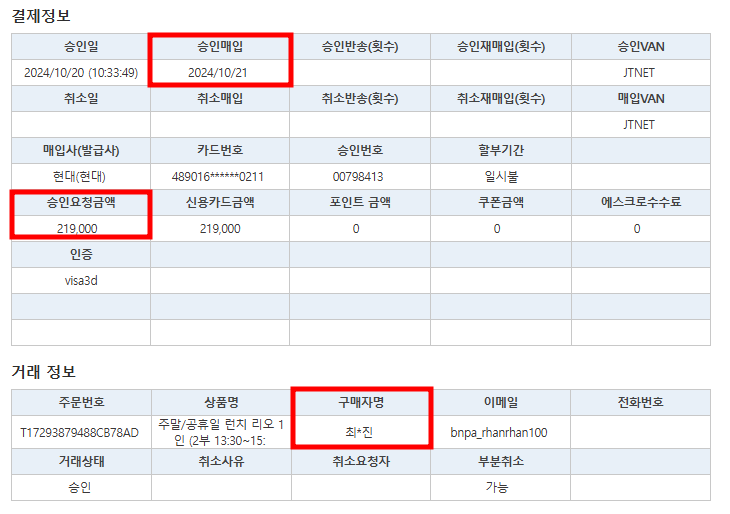 결제정보
승인일 승인매입 승인반송(횟수) 승인재매입(횟수) 승인VAN
2024/10/20 (10:33:49) 2024/10/21 JTNET
취소일 취소매입 취소반송(횟수) 취소재매입(횟수) 매입VAN
JTNET
매입사(발급사) 카드번호 승인번호 할부기간
현대(현대) 489016******0211 00798413 일시불
승인요청금액 신용카드금액 포인트 금액 쿠폰금액 에스크로수수료
219,000 219,000 0 0 0
인증
visa3d
거래 정보
주문번호 상품명 구매자명 이메일 전화번호
T17293879488CB78AD 주말/공휴일 런치 리오 1 최*진 bnpa_rhanrhan100
인 (2부 13:30~15:
거래상태 취소사유 취소요청자 부분취소
승인 가능